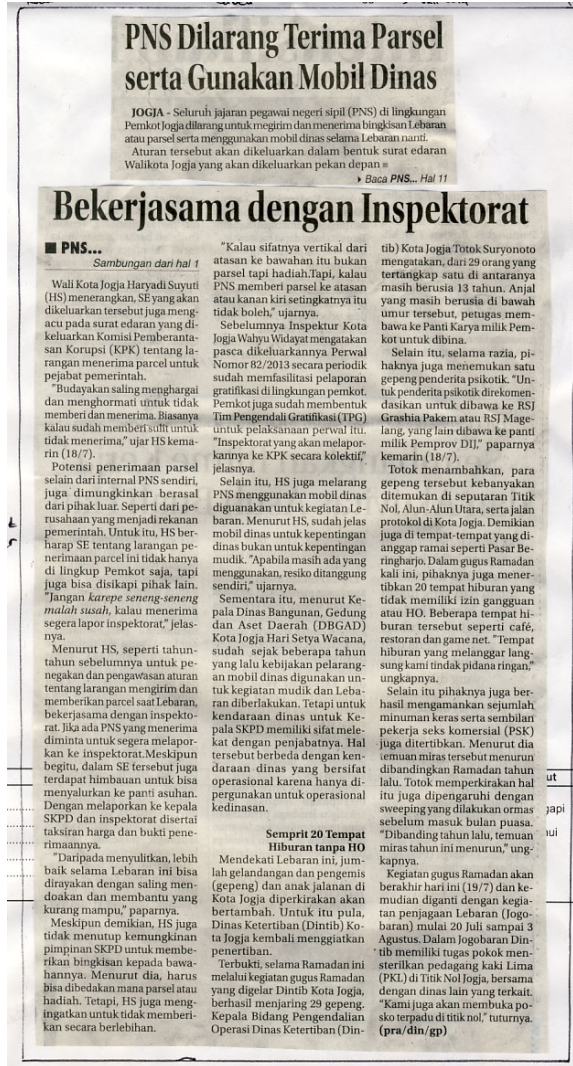 PNS Dilarang Terima Parsel
serta Gunakan Mobil Dinas
JOGJA - Seluruh jajaran pegawai negeri sipil (PNS) di lingkungan
Pemkot Jogja dilarang untuk megirim dan menerima bingkisan Lebaran
atau parsel serta menggunakan mobil dinas selama Lebaran nanti.
Aturan tersebut akan dikeluarkan dalam bentuk surat edaran
Walikota Jogja yang akan dikeluarkan pekan depan ■
▸ Baca PNS... Hal 11
Bekerjasama dengan Inspektorat
■ PNS...
Sambungan dari hal 1
Wali Kota Jogja Haryadi Suyuti
(HS) menerangkan, SE yang akan
dikeluarkan tersebut juga meng-
acu pada surat edaran yang di-
keluarkan Komisi Pemberanta-
san Korupsi (KPK) tentang la-
rangan menerima parcel untuk
pejabat pemerintah.
"Budayakan saling menghargai
dan menghormati untuk tidak
memberi dan menerima. Biasanya
kalau sudah memberi sulit untuk
tidak menerima," ujar HS kema-
rin (18/7).
Potensi penerimaan parsel
selain dari internal PNS sendiri,
juga dimungkinkan berasal
dari pihak luar. Seperti dari pe-
rusahaan yang menjadi rekanan
pemerintah. Untuk itu, HS ber-
harap SE tentang larangan pe-
nerimaan parcel ini tidak hanya
di lingkup Pemkot saja, tapi
juga bisa disikapi pihak lain.
"Jangan karepe seneng-seneng
malah susah, kalau menerima
segera lapor inspektorat," jelas-
nya.
Menurut HS, seperti tahun-
tahun sebelumnya untuk pe-
negakan dan pengawasan aturan
tentang larangan mengirim dan
memberikan parcel saat Lebaran,
bekerjasama dengan inspekto-
rat. Jika ada PNS yang menerima
diminta untuk segera melapor-
kan ke inspektorat.Meskipun
begitu, dalam SE tersebut juga
terdapat himbauan untuk bisa
menyalurkan ke panti asuhan.
Dengan melaporkan ke kepala
SKPD dan inspektorat disertai
taksiran harga dan bukti pene-
rimaannya.
"Daripada menyulitkan, lebih
baik selama Lebaran ini bisa
dirayakan dengan saling men-
doakan dan membantu yang
kurang mampu," paparnya.
Meskipun demikian, HS juga
tidak menutup kemungkinan
pimpinan SKPD untuk membe-
rikan bingkisan kepada bawa-
hannya. Menurut dia, harus
bisa dibedakan mana parsel atau
hadiah. Tetapi, HS juga meng-
ingatkan untuk tidak memberi-
kan secara berlebihan.
"Kalau sifatnya vertikal dari
atasan ke bawahan itu bukan
parsel tapi hadiah.Tapi, kalau
PNS memberi parsel ke atasan
atau kanan kiri setingkatnya itu
tidak boleh," ujarnya.
Sebelumnya Inspektur Kota
Jogja Wahyu Widayat mengatakan
pasca dikeluarkannya Perwal
Nomor 82/2013 secara periodik
sudah memfasilitasi pelaporan
gratifikasi di lingkungan pemkot.
Pemkot juga sudah membentuk
Tim Pengendali Gratifikasi (TPG)
untuk pelaksanaan perwal itu.
"Inspektorat yang akan melapor-
kannya ke KPK secara kolektif,"
jelasnya.
Selain itu, HS juga melarang
PNS menggunakan mobil dinas
diguanakan untuk kegiatan Le-
baran. Menurut HS, sudah jelas
mobil dinas untuk kepentingan
dinas bukan untuk kepentingan
mudik. "Apabila masih ada yang
menggunakan, resiko ditanggung
sendiri," ujarnya.
Sementara itu, menurut Ke-
pala Dinas Bangunan, Gedung
dan Aset Daerah (DBGAD)
Kota Jogja Hari Setya Wacana,
sudah sejak beberapa tahun
yang lalu kebijakan pelarang-
an mobil dinas digunakan un-
tuk kegiatan mudik dan Leba-
ran diberlakukan. Tetapi untuk
kendaraan dinas untuk Ke-
pala SKPD memiliki sifat mele-
kat dengan penjabatnya. Hal
tersebut berbeda dengan ken-
daraan dinas yang bersifat
operasional karena hanya di-
pergunakan untuk operasional
kedinasan.
Semprit 20 Tempat
Hiburan tanpa HO
Mendekati Lebaran ini, jum-
lah gelandangan dan pengemis
(gepeng) dan anak jalanan di
Kota Jogja diperkirakan akan
bertambah. Untuk itu pula,
Dinas Ketertiban (Dintib) Ko-
ta Jogja kembali menggiatkan
penertiban.
Terbukti, selama Ramadan ini
melalui kegiatan gugus Ramadan
yang digelar Dintib Kota Jogja,
berhasil menjaring 29 gepeng.
Kepala Bidang Pengendalian
Operasi Dinas Ketertiban (Din-
tib) Kota Jogja Totok Suryonoto
mengatakan, dari 29 orang yang
tertangkap satu di antaranya
masih berusia 13 tahun. Anjal
yang masih berusia di bawah
umur tersebut, petugas mem-
bawa ke Panti Karya milik Pem-
kot untuk dibina.
Selain itu, selama razia, pi-
haknya juga menemukan satu
gepeng penderita psikotik. "Un-
tuk penderita psikotik direkomen-
dasikan untuk dibawa ke RSJ
Grashia Pakem atau RSJ Mage-
lang, yang lain dibawa ke panti
milik Pemprov DIJ," paparnya
kemarin (18/7).
Totok menambahkan, para
gepeng tersebut kebanyakan
ditemukan di seputaran Titik
Nol, Alun-Alun Utara, serta jalan
protokol di Kota Jogja. Demikian
juga di tempat-tempat yang di-
anggap ramai seperti Pasar Be-
ringharjo. Dalam gugus Ramadan
kali ini, pihaknya juga mener-
tibkan 20 tempat hiburan yang
tidak memiliki izin gangguan
atau HO. Beberapa tempat hi-
buran tersebut seperti café,
restoran dan game net. "Tempat
hiburan yang melanggar lang-
sung kami tindak pidana ringan,"
ungkapnya.
Selain itu pihaknya juga ber-
hasil mengamankan sejumlah
minuman keras serta sembilan
pekerja seks komersial (PSK)
juga ditertibkan. Menurut dia
temuan miras tersebut menurun
dibandingkan Ramadan tahun
lalu. Totok memperkirakan hal
itu juga dipengaruhi dengan
sweeping yang dilakukan ormas
sebelum masuk bulan puasa.
"Dibanding tahun lalu, temuan
miras tahun ini menurun," ung-
kapnya.
Kegiatan gugus Ramadan akan
berakhir hari ini (19/7) dan ke-
mudian diganti dengan kegia-
tan penjagaan Lebaran (Jogo-
baran) mulai 20 Juli sampai 3
Agustus. Dalam Jogobaran Din-
tib memiliki tugas pokok men-
sterilkan pedagang kaki Lima
(PKL) di Titik Nol Jogja, bersama
dengan dinas lain yang terkait.
"Kami juga akan membuka po-
sko terpadu di titik nol," tuturnya.
(pra/din/gp)